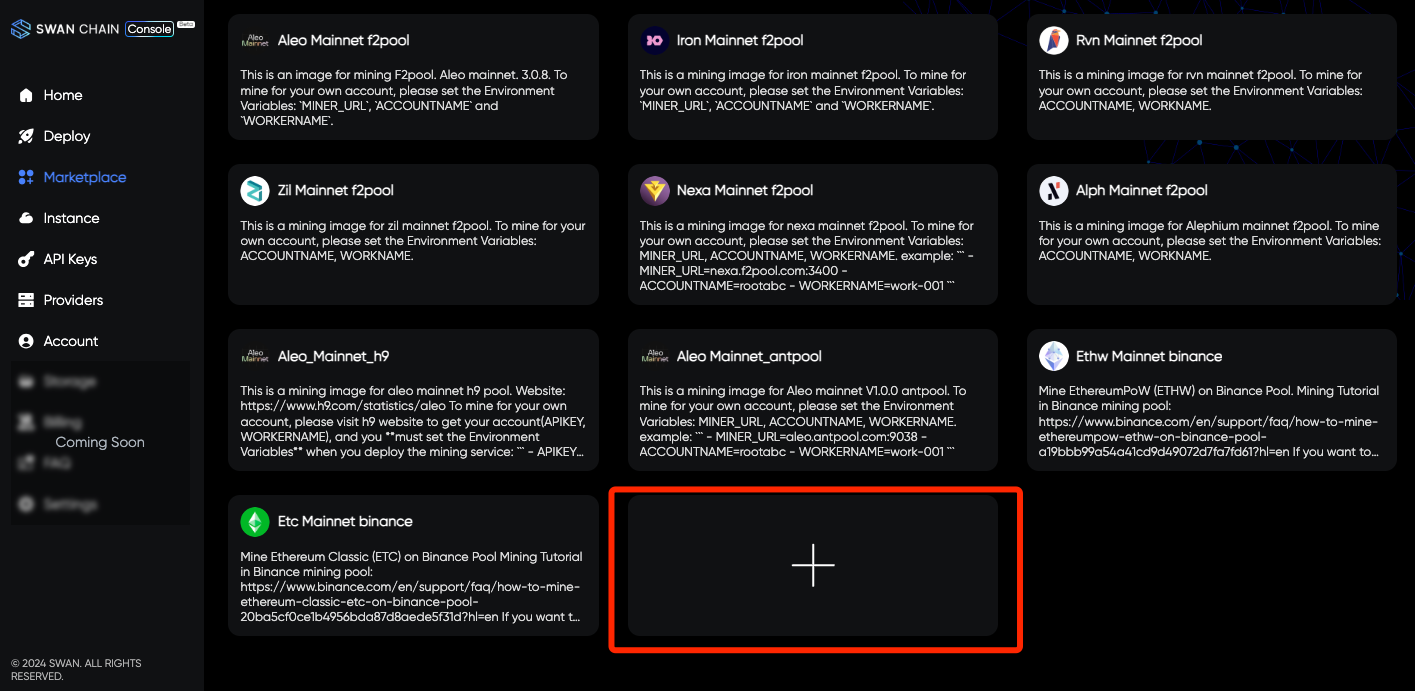 SWAN CHAIN Console Beta
Home
Deploy
Marketplace
Instance
API Keys
Providers
Account
Storage
Billing
Coming Soon
FAQ
Settings
© 2024 SWAN. ALL RIGHTS
RESERVED.
Aleo
Mainnet
Aleo Mainnet f2pool
This is an image for mining F2pool. Aleo mainnet. 3.0.8. To
mine for your own account, please set the Environment
Variables: `MINER_URL`, `ACCOUNTNAME` and
`WORKERNAME`.
Iron Mainnet f2pool
This is a mining image for iron mainnet f2pool. To mine for
your own account, please set the Environment Variables:
`MINER_URL`, `ACCOUNTNAME` and `WORKERNAME`.
Rvn Mainnet f2pool
This is a mining image for rvn mainnet f2pool. To mine for
your own account, please set the Environment Variables:
ACCOUNTNAME, WORKNAME.
Zil Mainnet f2pool
This is a mining image for zil mainnet f2pool. To mine for your
own account, please set the Environment Variables:
ACCOUNTNAME, WORKNAME.
Nexa Mainnet f2pool
This is a mining image for nexa mainnet f2pool. To mine for
your own account, please set the Environment Variables:
MINER_URL, ACCOUNTNAME, WORKERNAME. example: ``` -
MINER_URL=nexa.f2pool.com:3400 -
ACCOUNTNAME=rootabc - WORKERNAME=work-001 ```
Alph Mainnet f2pool
This is a mining image for Alephium mainnet f2pool. To mine
for your own account, please set the Environment Variables:
ACCOUNTNAME, WORKNAME.
Aleo
Mainnet
Aleo_Mainnet_h9
This is a mining image for aleo mainnet h9 pool. Website:
https://www.h9.com/statistics/aleo To mine for your own
account, please visit h9 website to get your account(APIKEY,
WORKERNAME), and you **must set the Environment
Variables** when you deploy the mining service: ``` - APIKEY...
Aleo
Mainnet
Aleo Mainnet_antpool
This is a mining image for Aleo mainnet V1.0.0 antpool. To
mine for your own account, please set the Environment
Variables: MINER_URL, ACCOUNTNAME, WORKERNAME.
example: ``` - MINER_URL=aleo.antpool.com:9038 -
ACCOUNTNAME=rootabc - WORKERNAME=work-001 ```
Ethw Mainnet binance
Mine EthereumPoW (ETHW) on Binance Pool. Mining Tutorial
in Binance mining pool:
https://www.binance.com/en/support/faq/how-to-mine-
ethereumpow-ethw-on-binance-pool-
a19bbb99a54a41cd9d49072d7fa7fd61?hl=en If you want to...
Etc Mainnet binance
Mine Ethereum Classic (ETC) on Binance Pool Mining Tutorial
in Binance mining pool:
https://www.binance.com/en/support/faq/how-to-mine-
ethereum-classic-etc-on-binance-pool-
20ba5cf0ce1b4956bda87d8aede5f31d?hl=en If you want t...